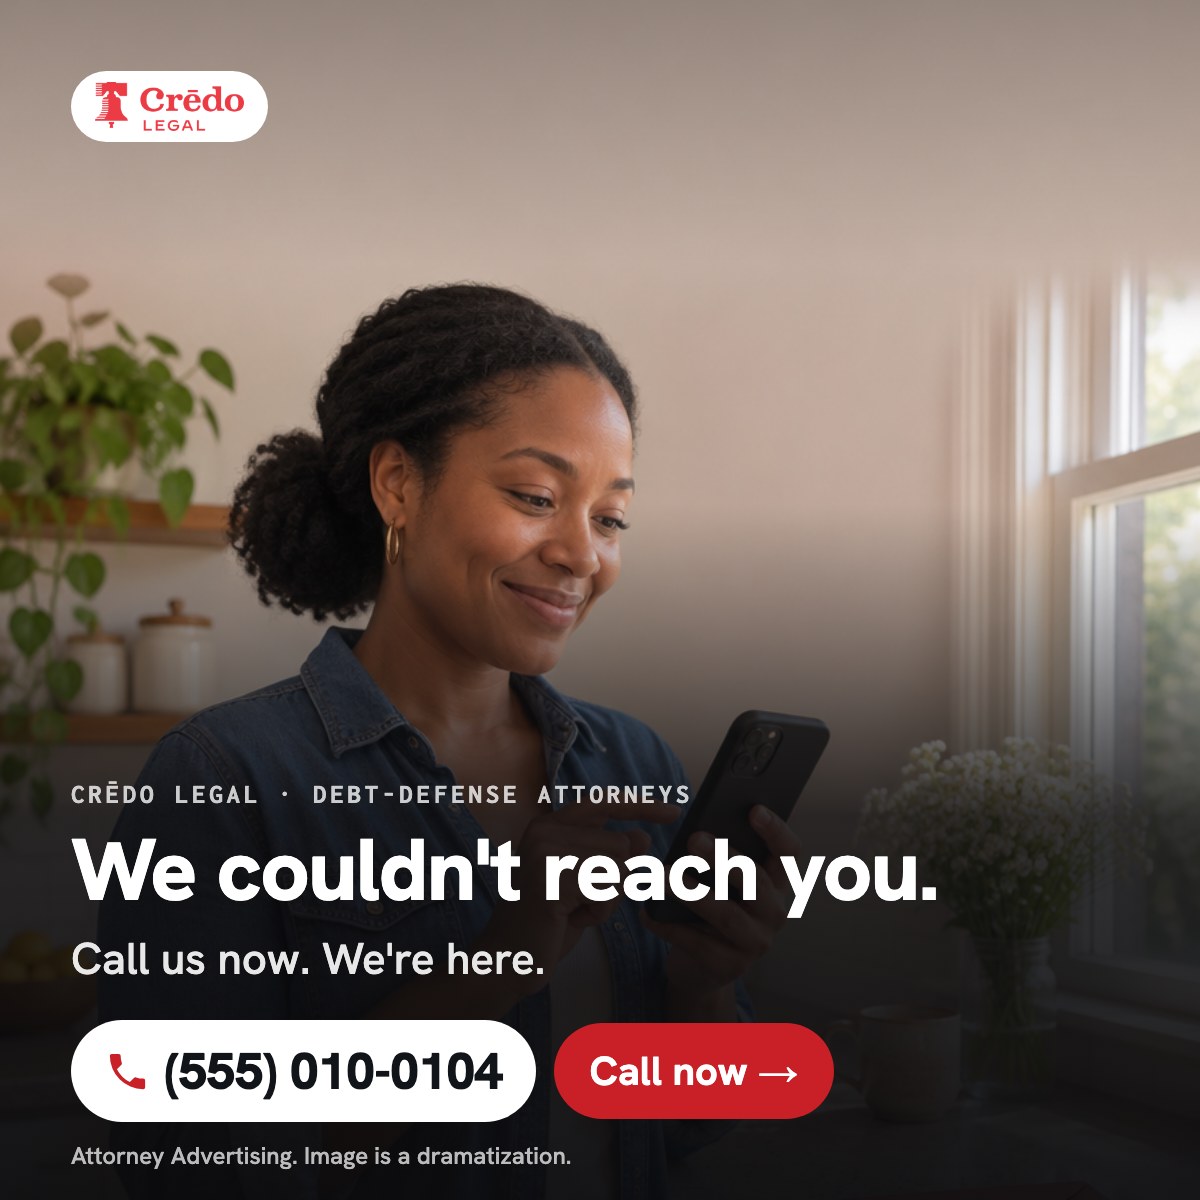 Crēdo
LEGAL
CRĒDO LEGAL · DEBT-DEFENSE ATTORNEYS
We couldn't reach you.
Call us now. We're here.
(555) 010-0104
Call now →
Attorney Advertising. Image is a dramatization.